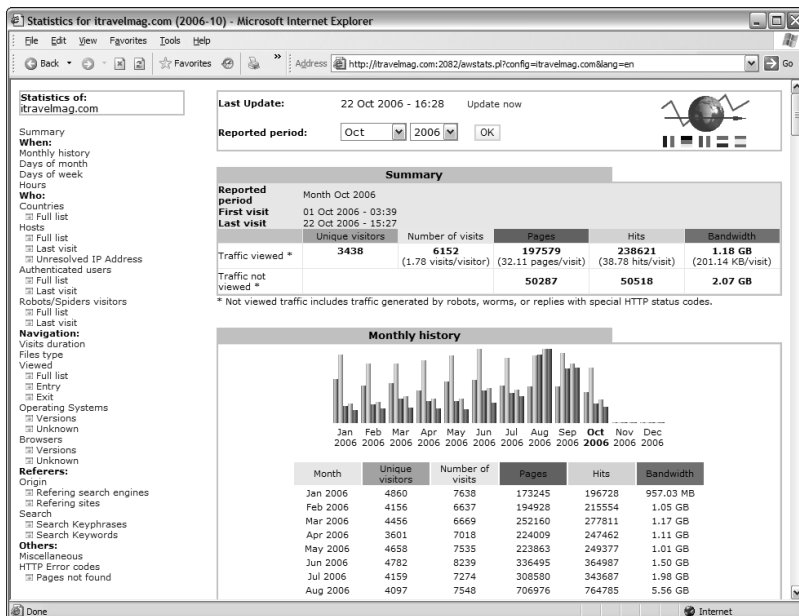 Statistics for itravelmag.com (2006-10) - Microsoft Internet Explorer
File Edit View Favorites Tools Help
Back Favorites » Address http://itravelmag.com:2082/awstats.pl?config=itravelmag.com&lang=en Go
Statistics of:
itravelmag.com
Summary
When:
Monthly history
Days of month
Days of week
Hours
Who:
Countries
Full list
Hosts
Full list
Last visit
Unresolved IP Address
Authenticated users
Full list
Last visit
Robots/Spiders visitors
Full list
Last visit
Navigation:
Visits duration
Files type
Viewed
Full list
Entry
Exit
Operating Systems
Versions
Unknown
Browsers
Versions
Unknown
Referers:
Origin
Refering search engines
Refering sites
Search
Search Keyphrases
Search Keywords
Others:
Miscellaneous
HTTP Error codes
Pages not found
Last Update: 22 Oct 2006 - 16:28 Update now
Reported period: Oct 2006 OK
Summary
Reported
period Month Oct 2006
First visit 01 Oct 2006 - 03:39
Last visit 22 Oct 2006 - 15:27
Unique visitors Number of visits Pages Hits Bandwidth
Traffic viewed * 3438 6152 197579 238621 1.18 GB
(1.78 visits/visitor) (32.11 pages/visit) (38.78 hits/visit) (201.14 KB/visit)
Traffic not
viewed * 50287 50518 2.07 GB
* Not viewed traffic includes traffic generated by robots, worms, or replies with special HTTP status codes.
Monthly history
Jan Feb Mar Apr May Jun Jul Aug Sep Oct Nov Dec
2006 2006 2006 2006 2006 2006 2006 2006 2006 2006 2006 2006
Month Unique visitors Number of visits Pages Hits Bandwidth
Jan 2006 4860 7638 173245 196728 957.03 MB
Feb 2006 4156 6637 194928 215554 1.05 GB
Mar 2006 4456 6669 252160 277811 1.17 GB
Apr 2006 3601 7018 224009 247462 1.11 GB
May 2006 4658 7535 223863 249377 1.01 GB
Jun 2006 4782 8239 336495 364987 1.50 GB
Jul 2006 4159 7274 308580 343687 1.98 GB
Aug 2006 4097 7548 706976 764785 5.56 GB
Done Internet